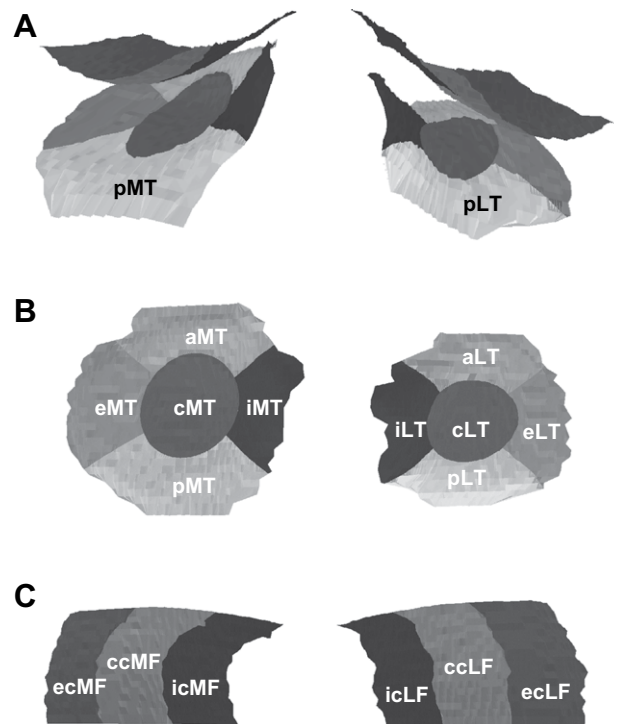 A
pMT
pLT
B
aMT
aLT
eMT
cMT
iMT
iLT
cLT
eLT
pMT
pLT
C
ecMF
ccMF
icMF
icLF
ccLF
ecLF